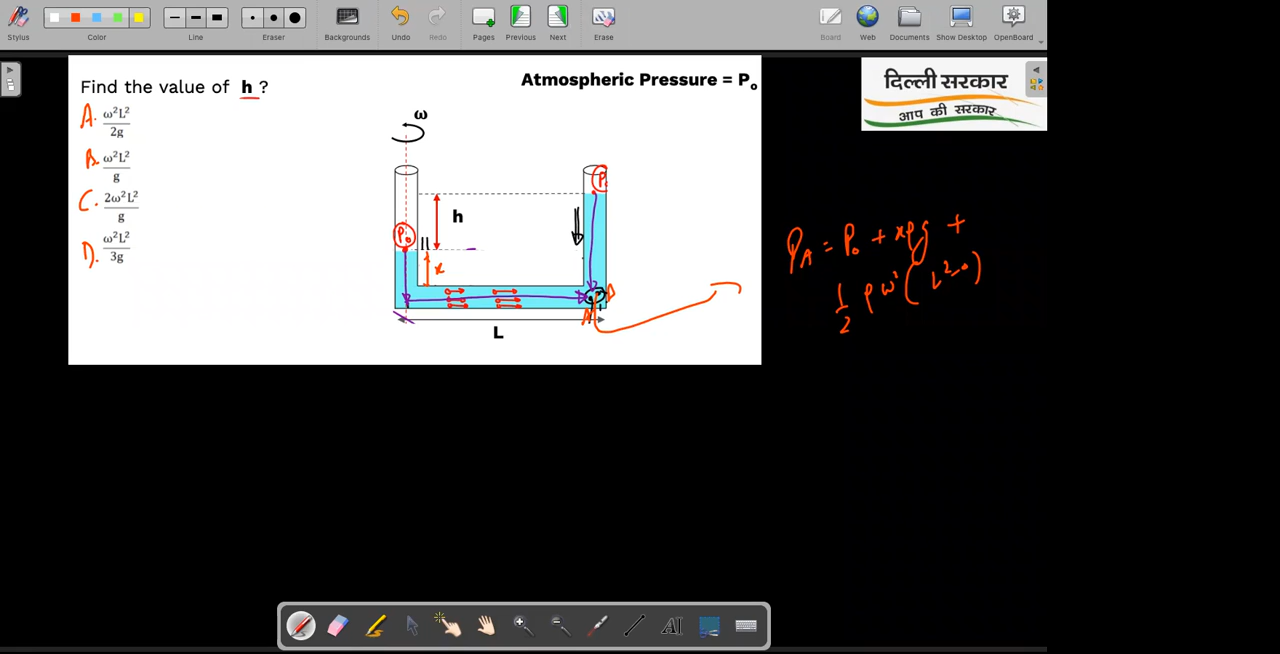 Stylus
Color
Line
Eraser
Backgrounds
Undo
Redo
Pages
Previous
Next
Erase
Board
Web
Documents
Show Desktop
OpenBoard
Find the value of h ?
Atmospheric Pressure = P₀
दिल्ली सरकार
आप की सरकार
A. ω²L²/2g
B. ω²L²/g
C. 2ω²L²/g
D. ω²L²/3g
ω
P₀
h
x
A
L
P_A = P₀ + xρg +
1/2 ρω²(L²-0)
AI